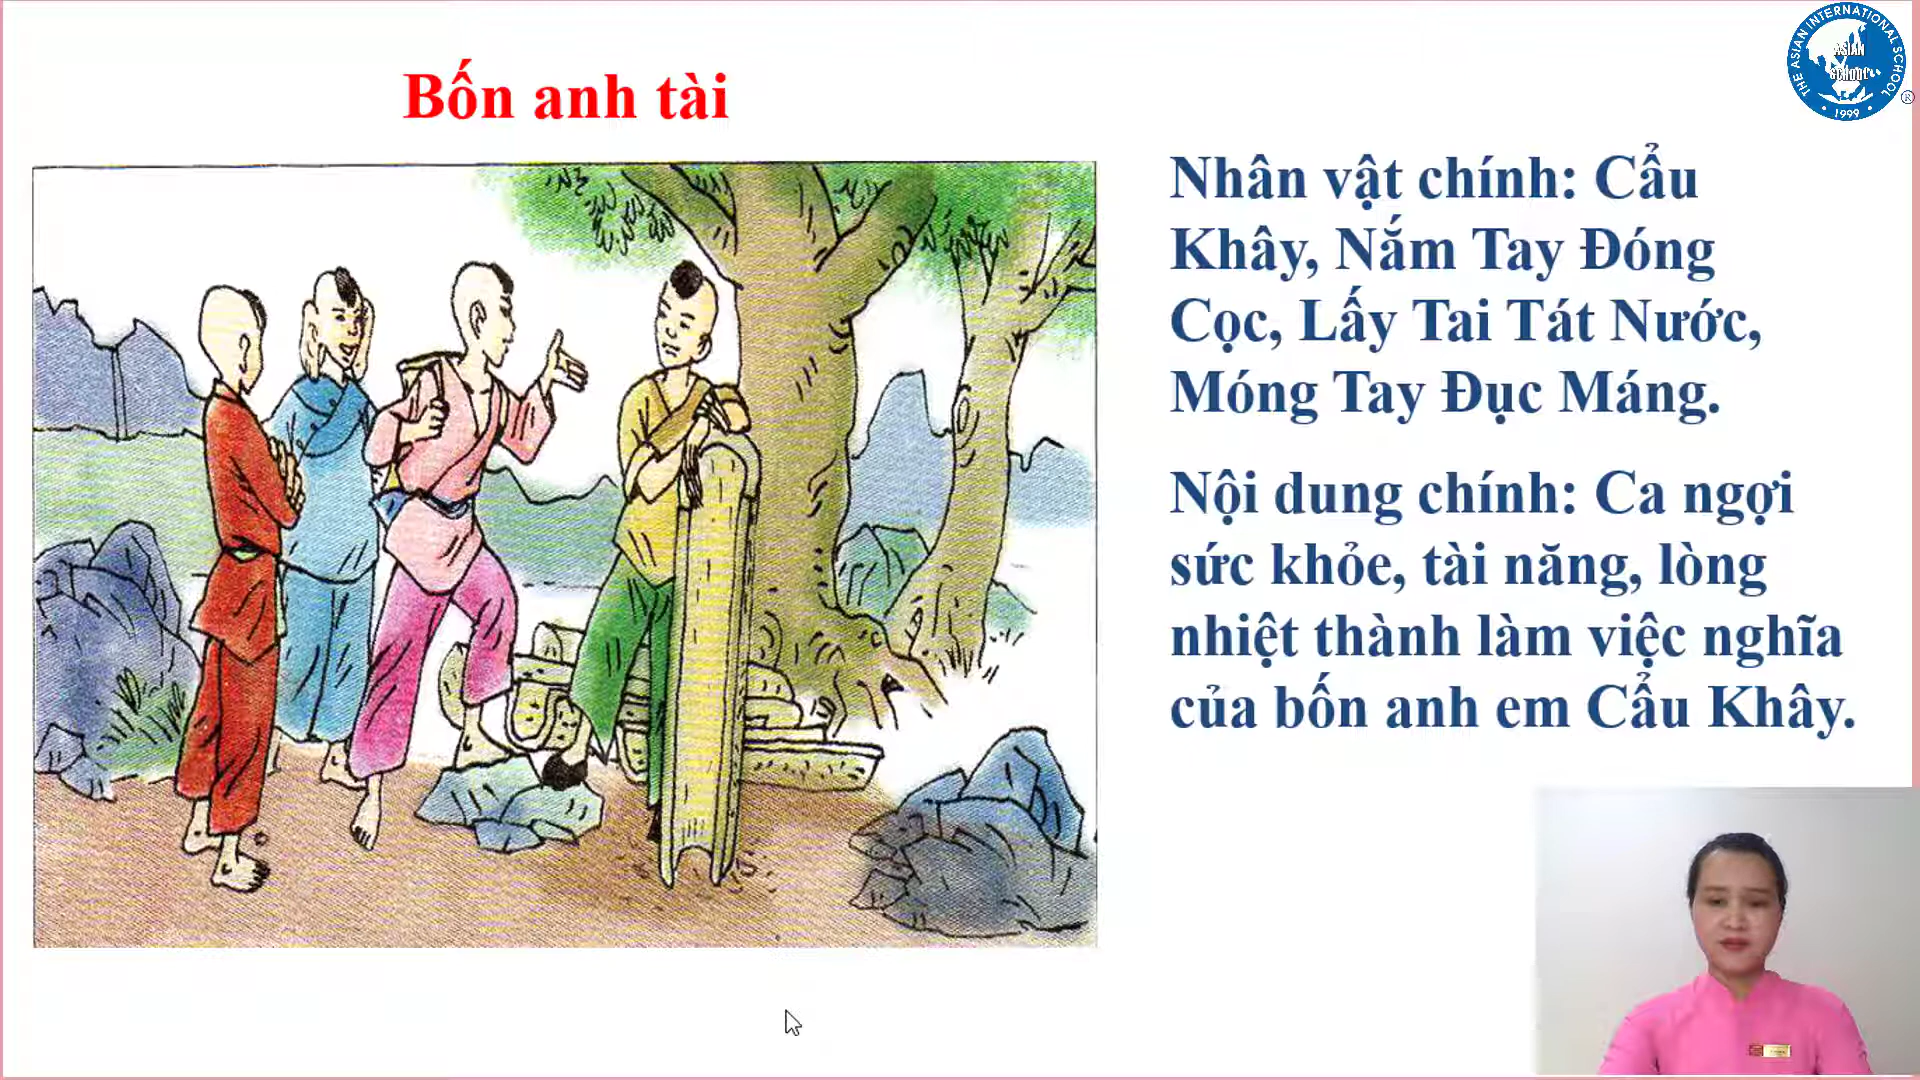 Bốn anh tài
Nhân vật chính: Cẩu
Khây, Nắm Tay Đóng
Cọc, Lấy Tai Tát Nước,
Móng Tay Đục Máng.
Nội dung chính: Ca ngợi
sức khỏe, tài năng, lòng
nhiệt thành làm việc nghĩa
của bốn anh em Cẩu Khây.
THE ASIAN INTERNATIONAL SCHOOL
ASIAN
SCHOOL
1999
®